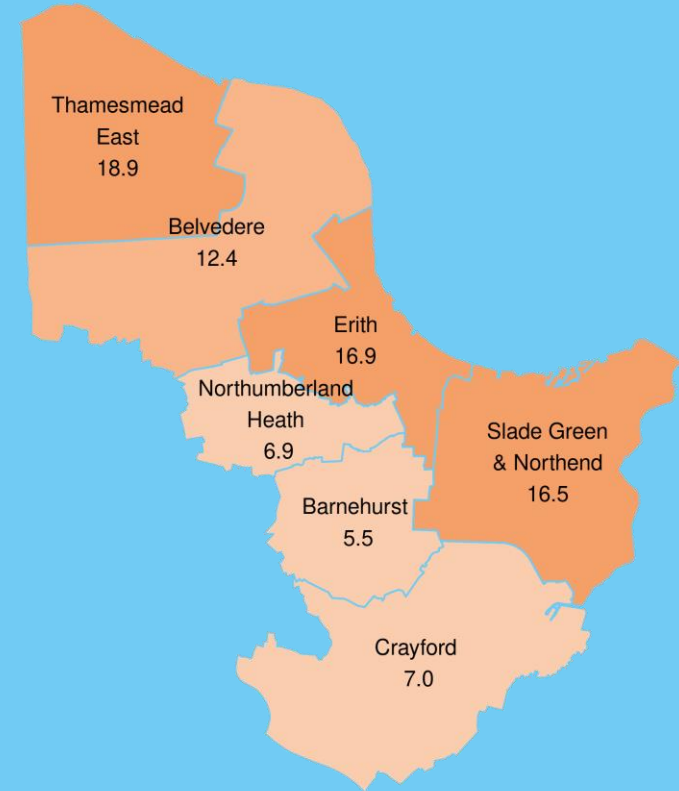 Thamesmead
East
18.9
Belvedere
12.4
Erith
16.9
Northumberland
Heath
6.9
Slade Green
& Northend
16.5
Barnehurst
5.5
Crayford
7.0